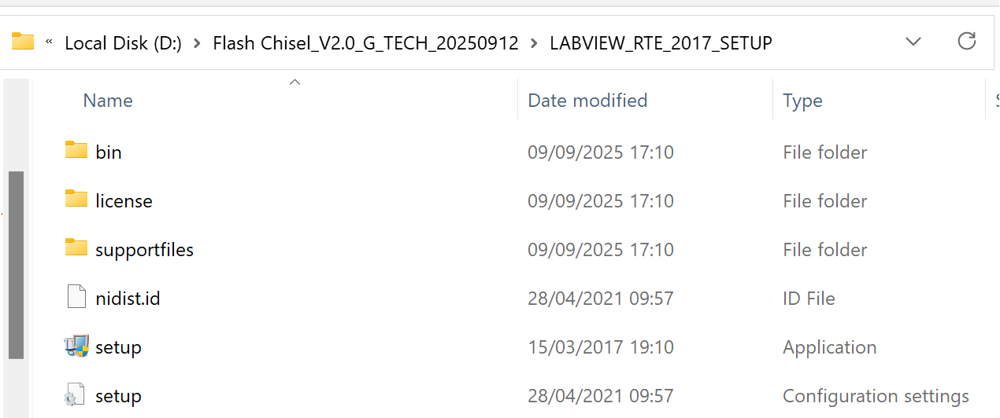 « Local Disk (D:) > Flash Chisel_V2.0_G_TECH_20250912 > LABVIEW_RTE_2017_SETUP
Name Date modified Type
bin 09/09/2025 17:10 File folder
license 09/09/2025 17:10 File folder
supportfiles 09/09/2025 17:10 File folder
nidist.id 28/04/2021 09:57 ID File
setup 15/03/2017 19:10 Application
setup 28/04/2021 09:57 Configuration settings